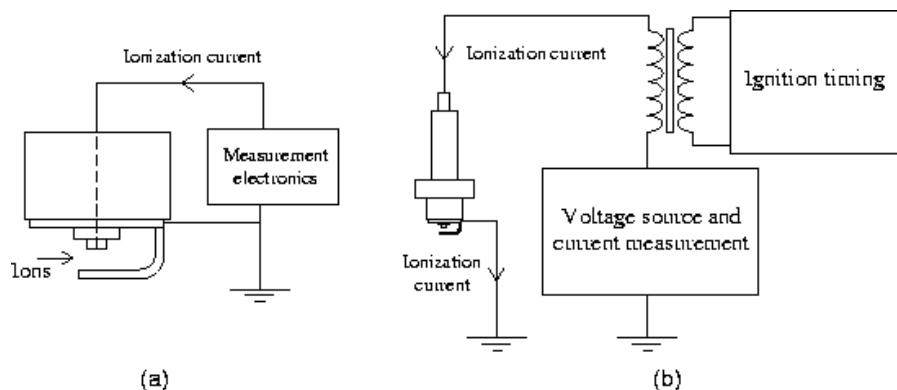 Ionization current
Measurement
electronics
Ions
(a)
Ionization current
Ignition timing
Voltage source and
current measurement
Ionization
current
(b)